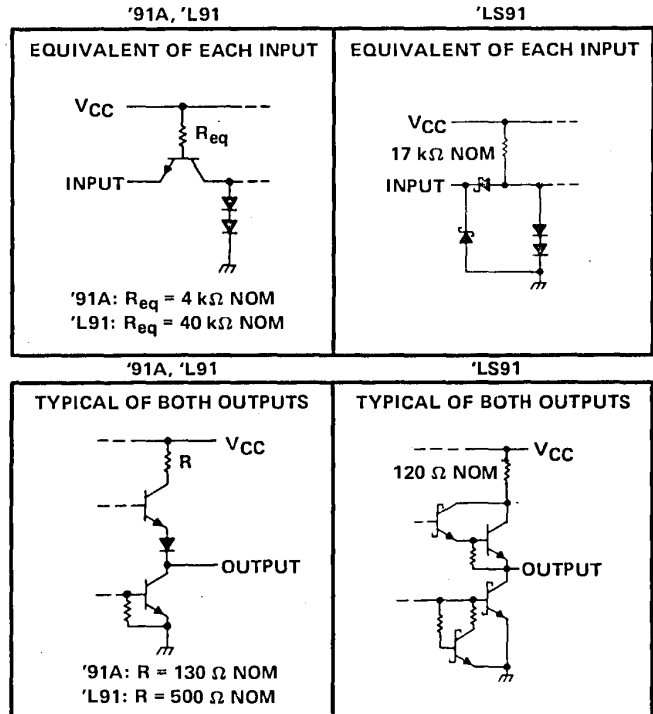 '91A, 'L91
'LS91
EQUIVALENT OF EACH INPUT
EQUIVALENT OF EACH INPUT
VCC
Req
INPUT
'91A: Req = 4 kΩ NOM
'L91: Req = 40 kΩ NOM
VCC
17 kΩ NOM
INPUT
'91A, 'L91
'LS91
TYPICAL OF BOTH OUTPUTS
TYPICAL OF BOTH OUTPUTS
VCC
R
OUTPUT
'91A: R = 130 Ω NOM
'L91: R = 500 Ω NOM
VCC
120 Ω NOM
OUTPUT